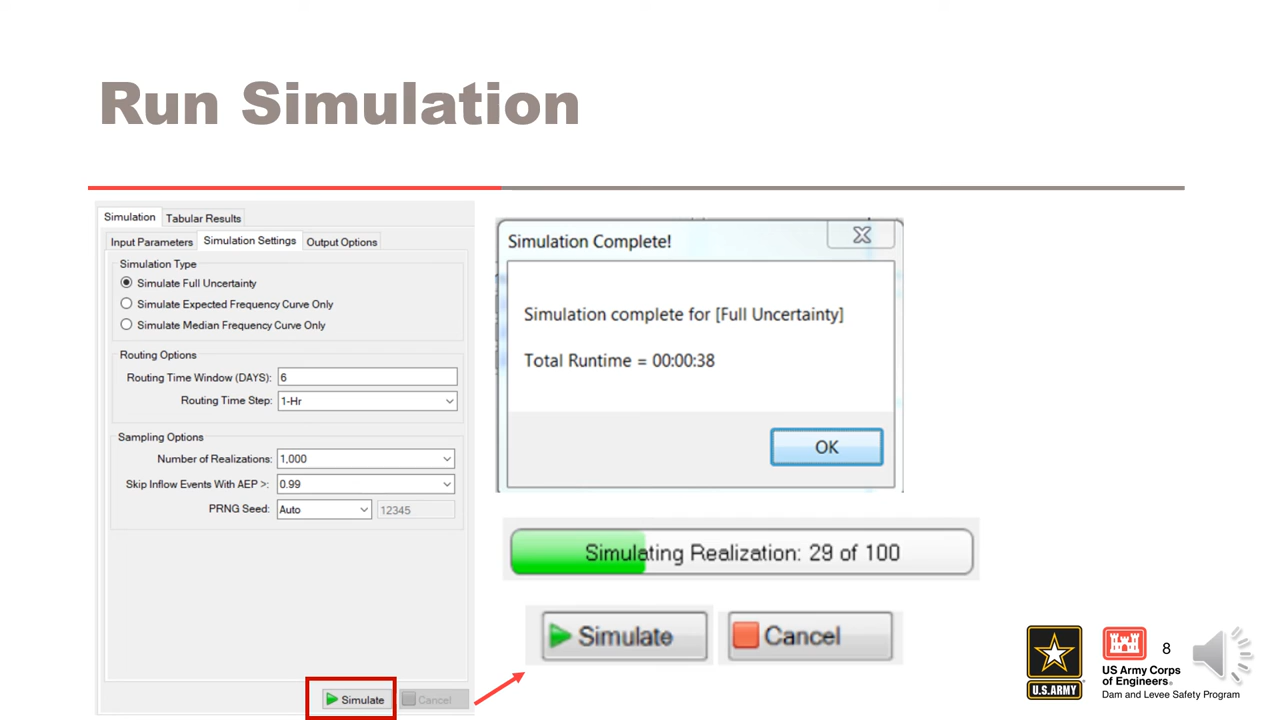 Run Simulation
Simulation Tabular Results
Input Parameters Simulation Settings Output Options
Simulation Type
Simulate Full Uncertainty
Simulate Expected Frequency Curve Only
Simulate Median Frequency Curve Only
Routing Options
Routing Time Window (DAYS): 6
Routing Time Step: 1-Hr
Sampling Options
Number of Realizations: 1,000
Skip Inflow Events With AEP >: 0.99
PRNG Seed: Auto 12345
Simulate Cancel
Simulation Complete!
Simulation complete for [Full Uncertainty]
Total Runtime = 00:00:38
OK
Simulating Realization: 29 of 100
Simulate Cancel
U.S.ARMY
US Army Corps
of Engineers®
Dam and Levee Safety Program
8